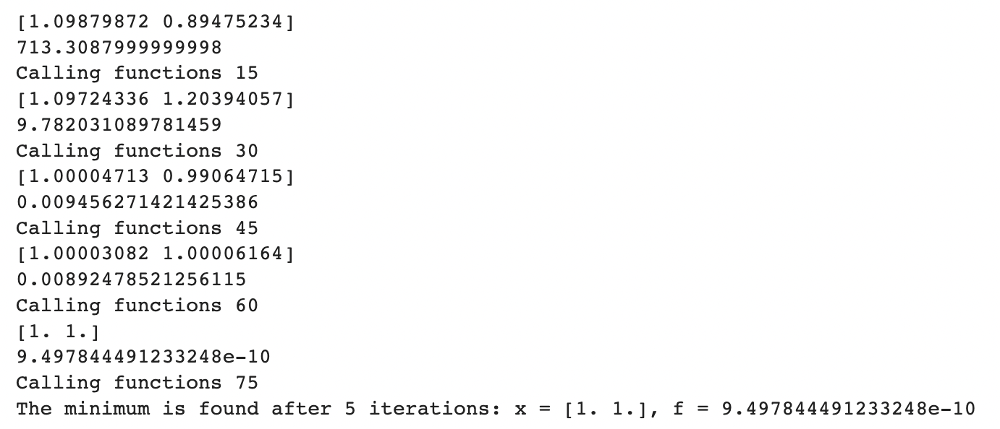 [1.09879872 0.89475234]
713.3087999999998
Calling functions 15
[1.09724336 1.20394057]
9.782031089781459
Calling functions 30
[1.00004713 0.99064715]
0.009456271421425386
Calling functions 45
[1.00003082 1.00006164]
0.00892478521256115
Calling functions 60
[1. 1.]
9.497844491233248e-10
Calling functions 75
The minimum is found after 5 iterations: x = [1. 1.], f = 9.497844491233248e-10